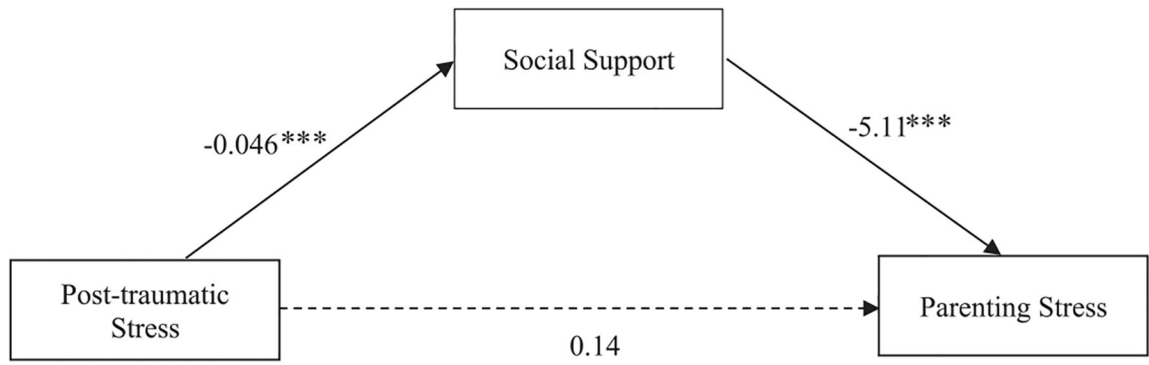 Social Support
-0.046***
-5.11***
Post-traumatic
Stress
Parenting Stress
0.14